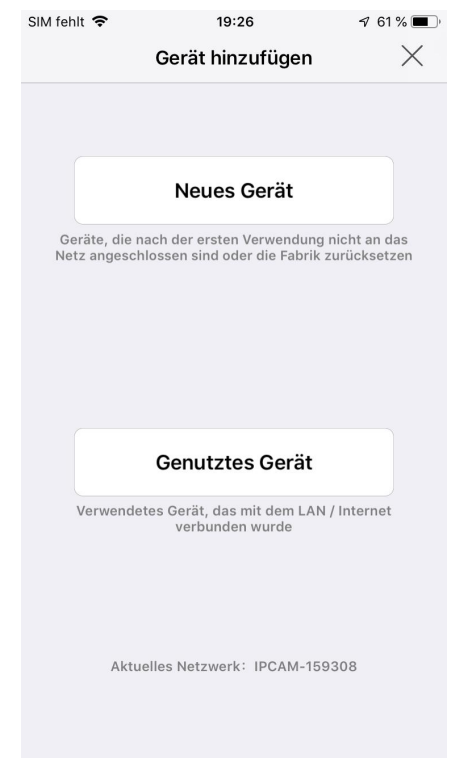 SIM fehlt 19:26 61 %
Gerät hinzufügen
Neues Gerät
Geräte, die nach der ersten Verwendung nicht an das
Netz angeschlossen sind oder die Fabrik zurücksetzen
Genutztes Gerät
Verwendetes Gerät, das mit dem LAN / Internet
verbunden wurde
Aktuelles Netzwerk: IPCAM-159308